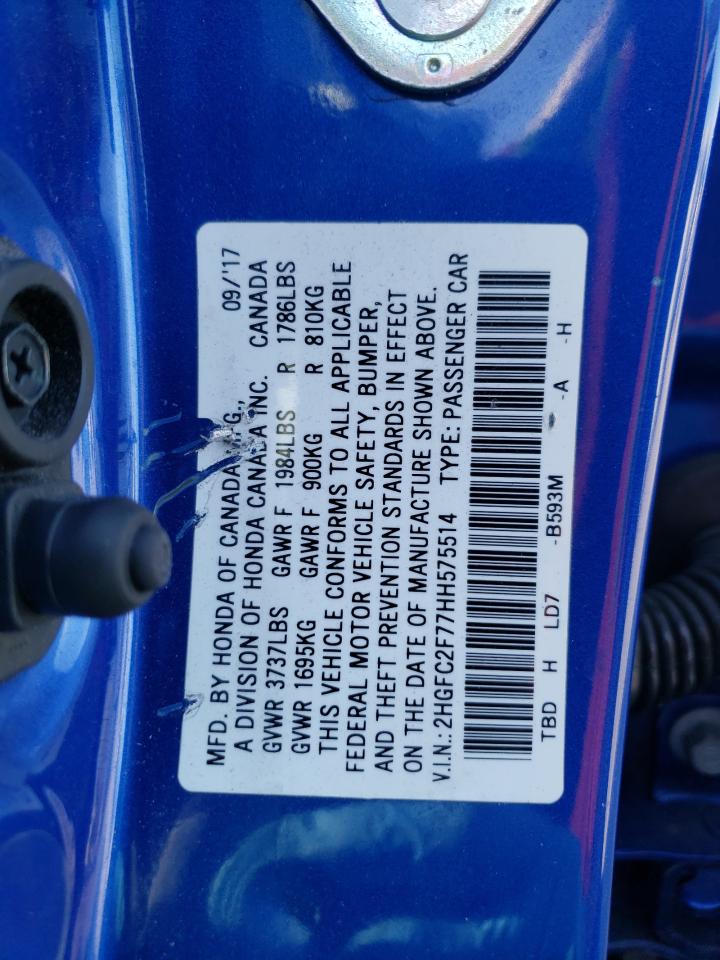 MFD. BY HONDA OF CANADA MFG., 09/'17
A DIVISION OF HONDA CANADA INC. CANADA
GVWR 3737LBS GAWR F 1984LBS R 1786LBS
GVWR 1695KG GAWR F 900KG R 810KG
THIS VEHICLE CONFORMS TO ALL APPLICABLE
FEDERAL MOTOR VEHICLE SAFETY, BUMPER,
AND THEFT PREVENTION STANDARDS IN EFFECT
ON THE DATE OF MANUFACTURE SHOWN ABOVE.
V.I.N.: 2HGFC2F77HH575514 TYPE: PASSENGER CAR
TBD H LD7 -B593M -A -H